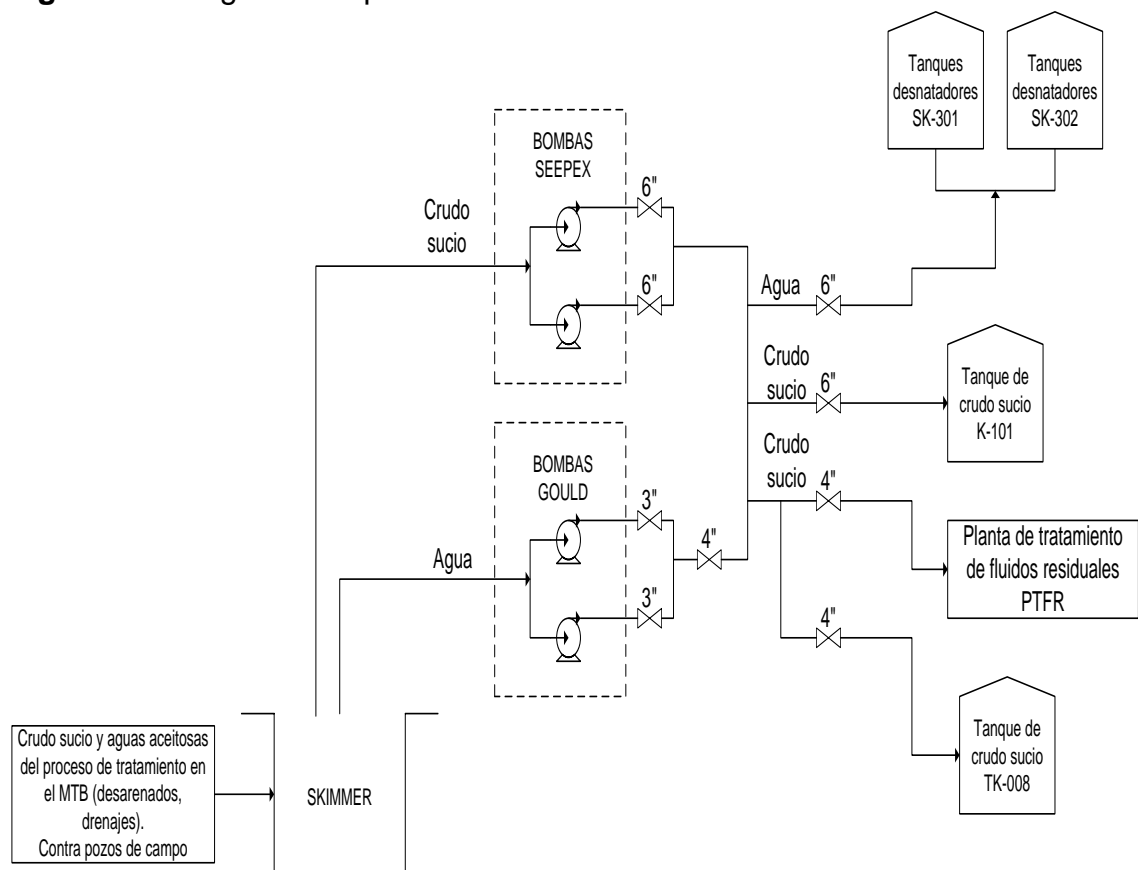 Tanques
desnatadores
SK-301
Tanques
desnatadores
SK-302
BOMBAS
SEEPEX
6"
6"
Crudo
sucio
Agua
6"
Crudo
sucio
6"
Tanque de
crudo sucio
K-101
Crudo
sucio
4"
BOMBAS
GOULD
3"
3"
4"
Agua
Planta de tratamiento
de fluidos residuales
PTFR
4"
Tanque de
crudo sucio
TK-008
Crudo sucio y aguas aceitosas
del proceso de tratamiento en
el MTB (desarenados,
drenajes).
Contra pozos de campo
SKIMMER